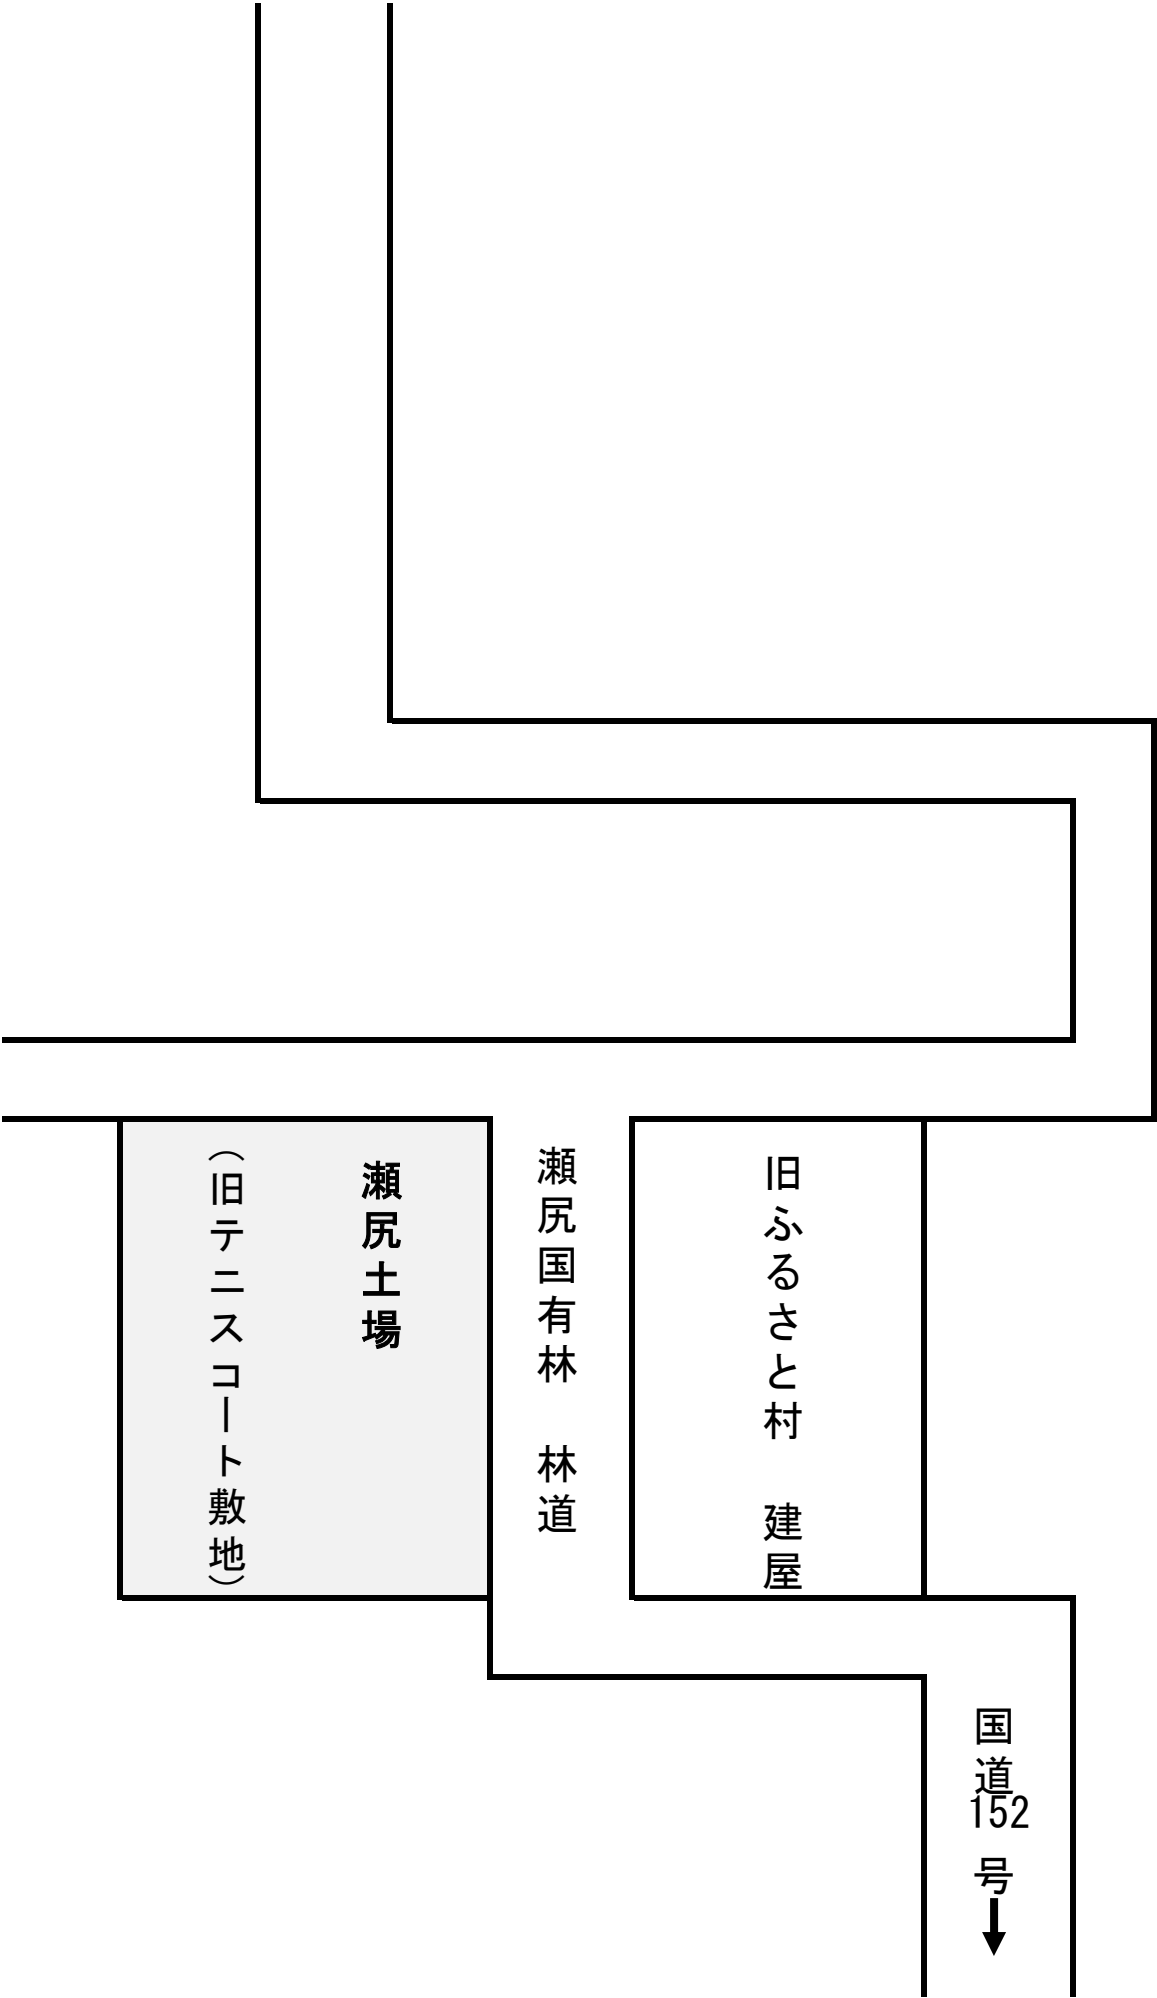 国道152号
旧ふるさと村　建屋
瀬尻国有林　林道
瀬尻土場
（旧テニスコート敷地）